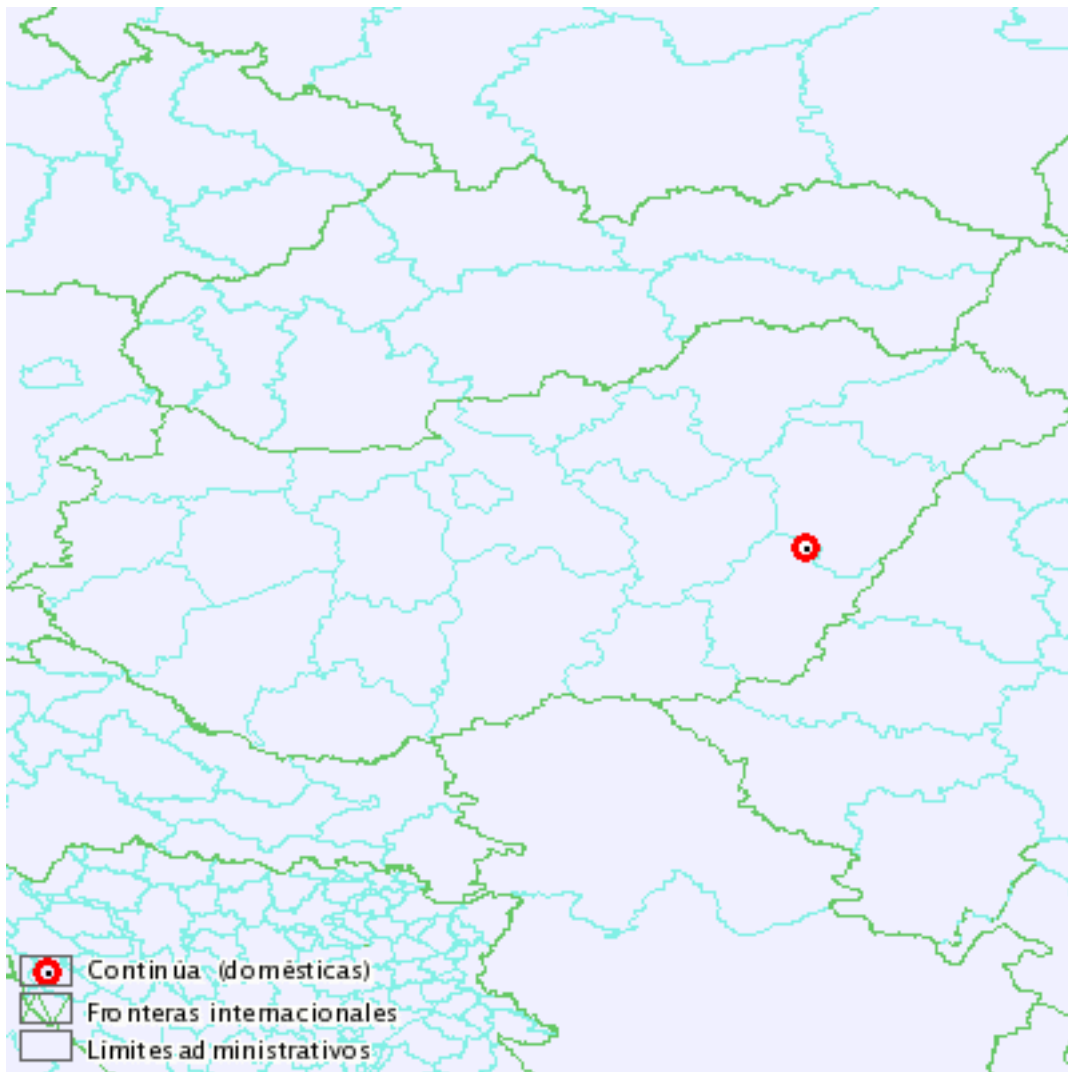 Continúa (domésticas)
Fronteras internacionales
Límites administrativos